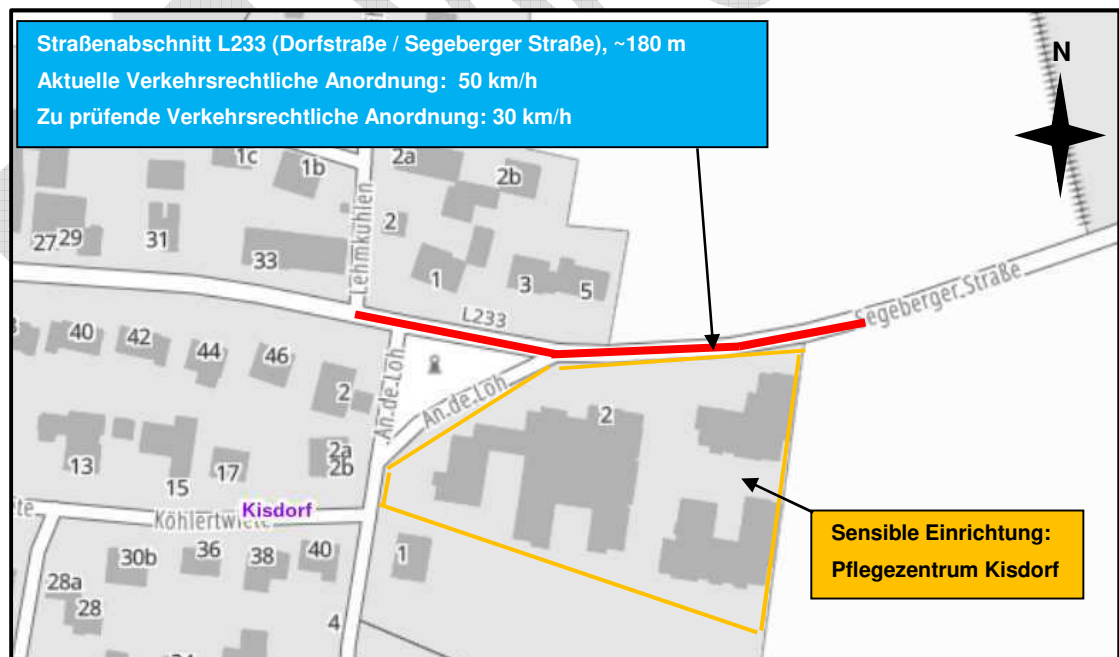 Straßenabschnitt L233 (Dorfstraße / Segeberger Straße), ~180 m
Aktuelle Verkehrsrechtliche Anordnung: 50 km/h
Zu prüfende Verkehrsrechtliche Anordnung: 30 km/h
N
1c
1b
2a
2b
27
29
31
33
Lehmkuhlen
2
1
3
5
L233
Segeberger Straße
40
42
44
46
2
An de Loh
An de Loh
2
13
15
17
2a
2b
Kisdorf
Köhlertwiete
Sensible Einrichtung:
Pflegezentrum Kisdorf
30b
36
38
40
1
28a
28
4